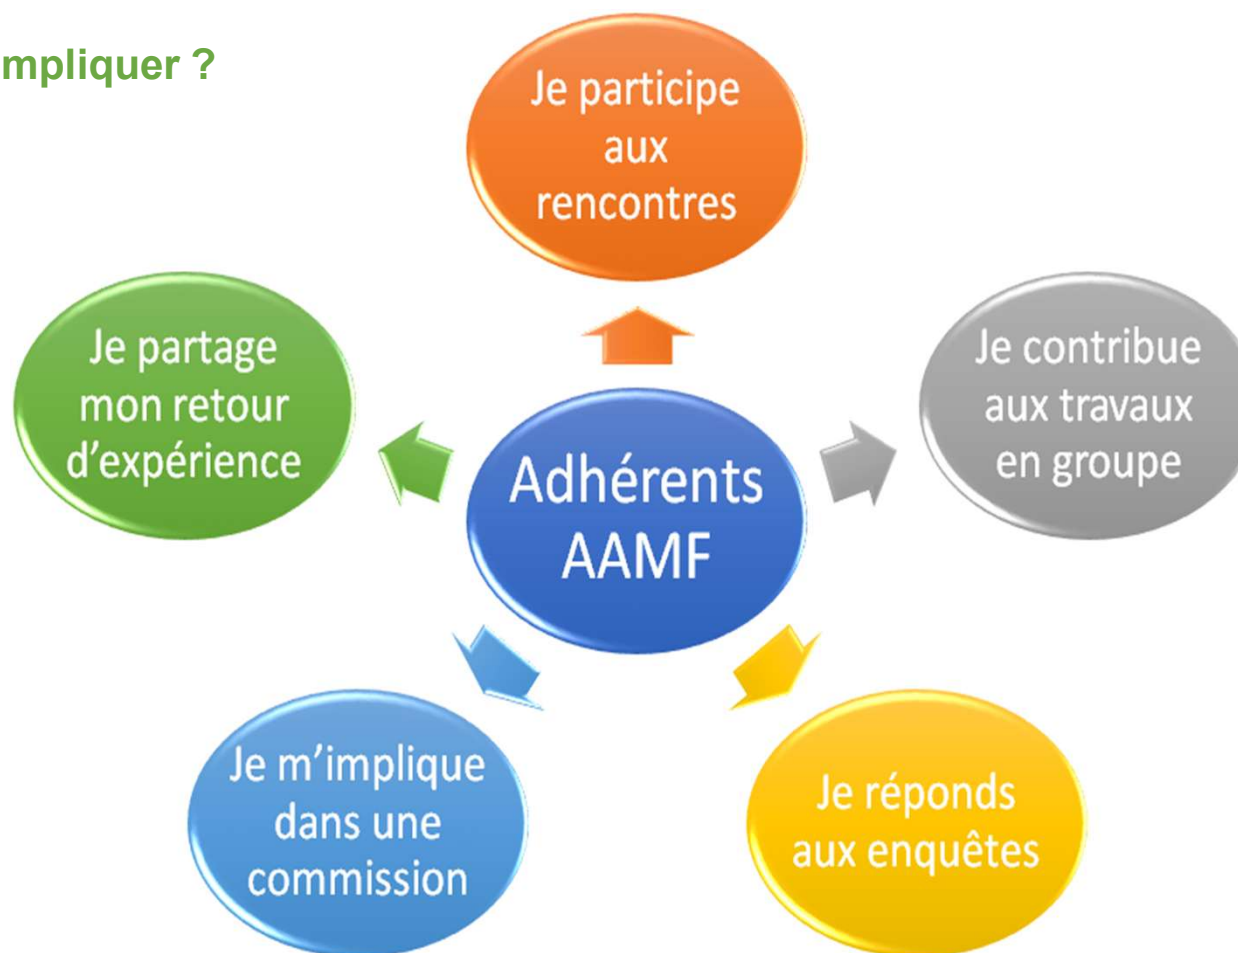 mpliquer ?
Je participe
aux
rencontres
Je partage
mon retour
d’expérience
Je contribue
aux travaux
en groupe
Adhérents
AAMF
Je m’implique
dans une
commission
Je réponds
aux enquêtes